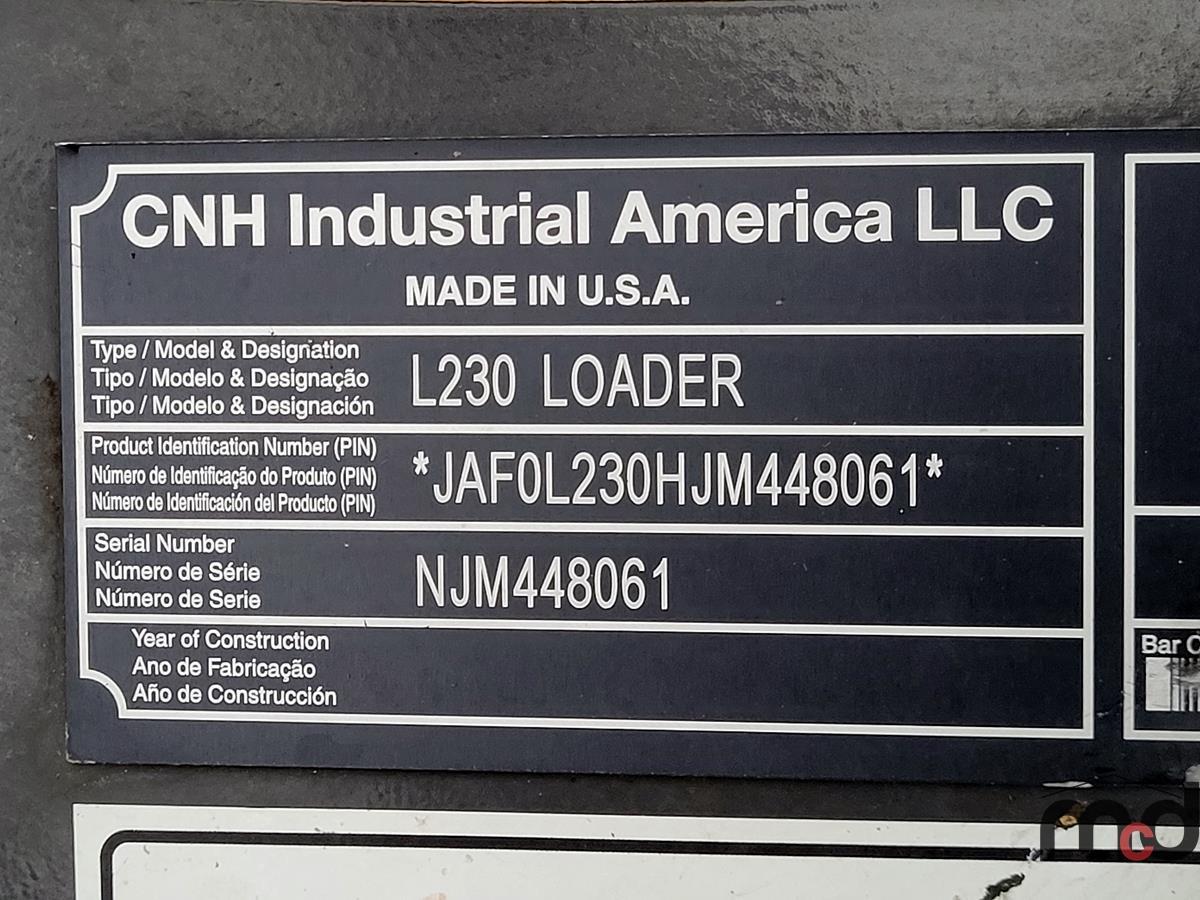 CNH Industrial America LLC
MADE IN U.S.A.
Type / Model & Designation
Tipo / Modelo & Designação
Tipo / Modelo & Designación
L230 LOADER
Product Identification Number (PIN)
Número de Identificação do Produto (PIN)
Número de Identificación del Producto (PIN)
*JAF0L230HJM448061*
Serial Number
Número de Série
Número de Serie
NJM448061
Year of Construction
Ano de Fabricação
Año de Construcción
Bar
mcd